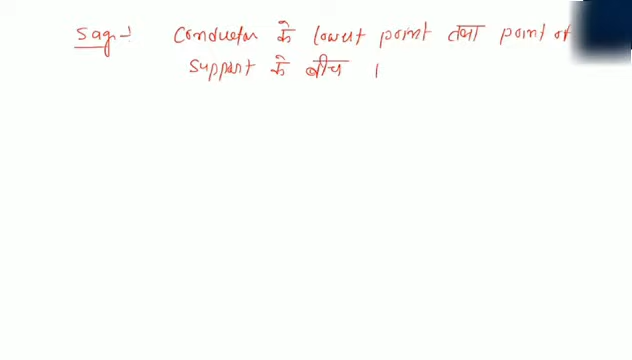 Sag :- Conductor के lowest point तथा point of
support के बीच